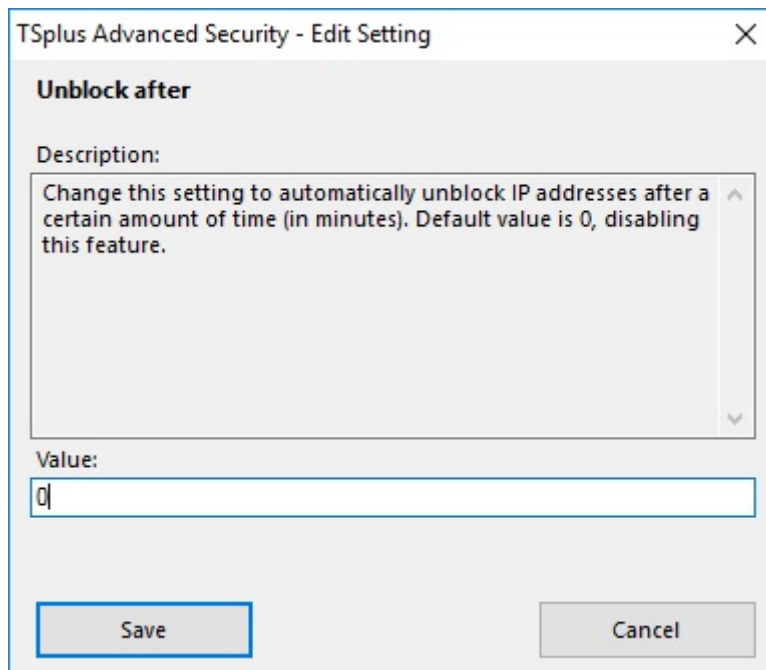 TSplus Advanced Security - Edit Setting
Unblock after
Description:
Change this setting to automatically unblock IP addresses after a
certain amount of time (in minutes). Default value is 0, disabling
this feature.
Value:
0
Save
Cancel